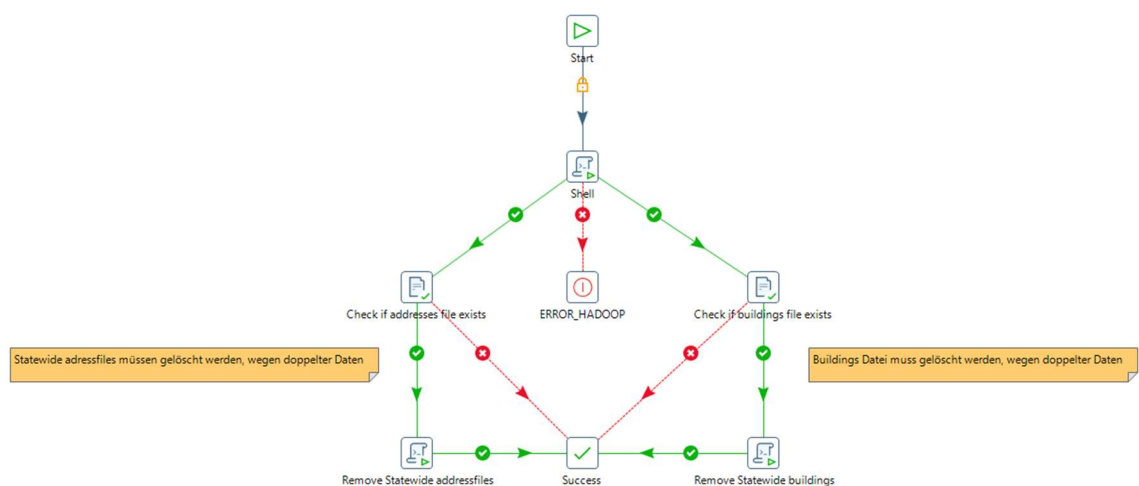 Start
Shell
Check if addresses file exists
ERROR_HADOOP
Check if buildings file exists
Statewide adressfiles müssen gelöscht werden, wegen doppelter Daten
Buildings Datei muss gelöscht werden, wegen doppelter Daten
Remove Statewide addressfiles
Success
Remove Statewide buildings